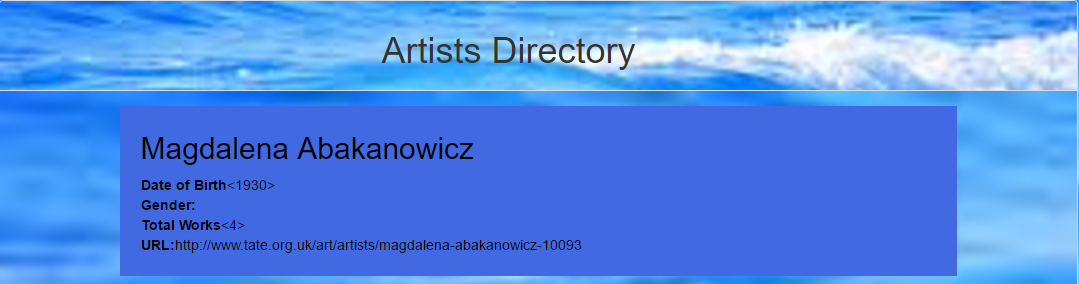 Artists Directory
Magdalena Abakanowicz
Date of Birth<1930>
Gender:
Total Works<4>
URL:http://www.tate.org.uk/art/artists/magdalena-abakanowicz-10093